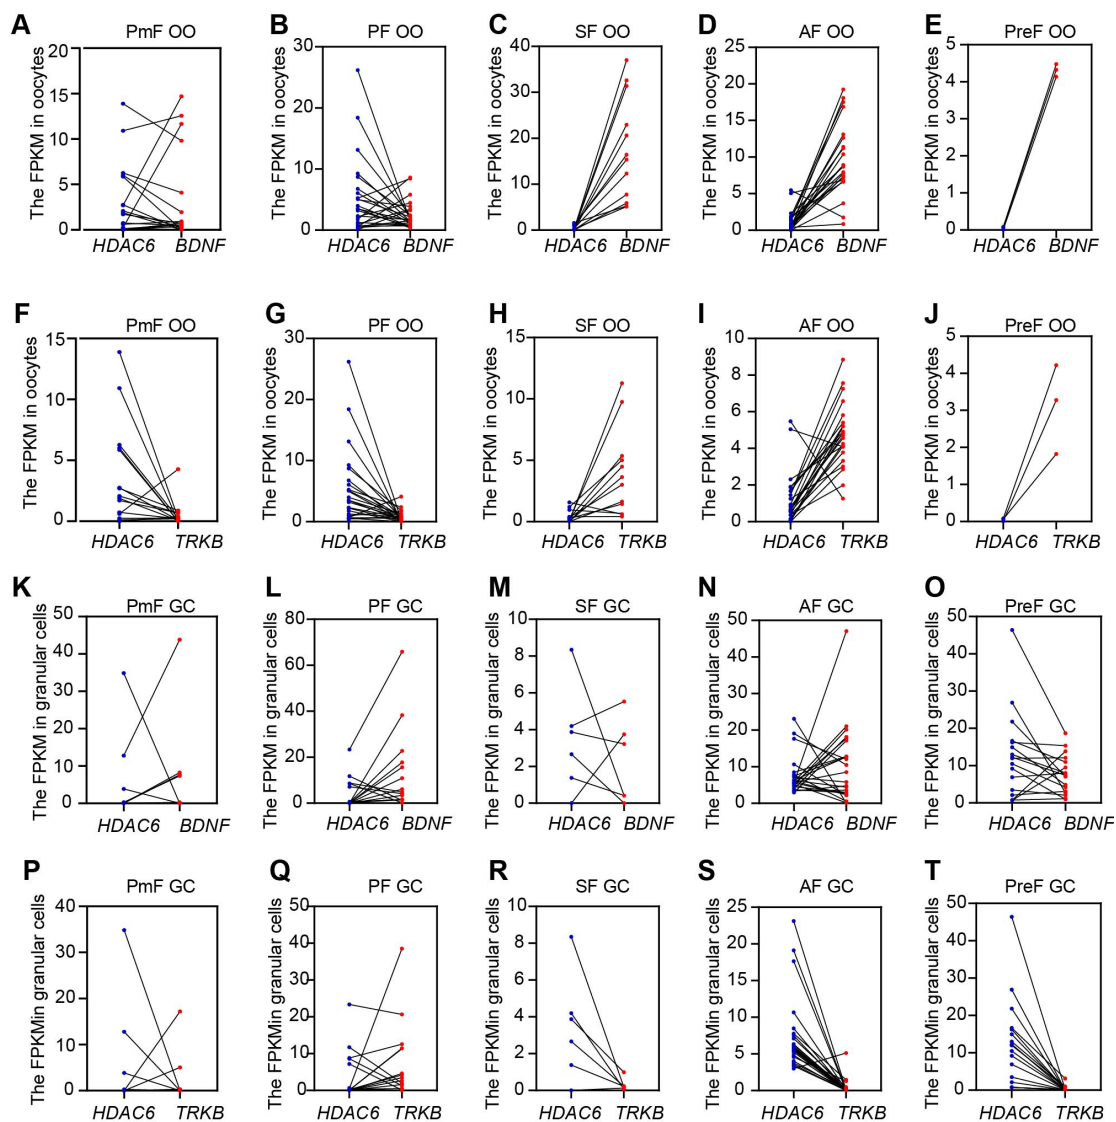 A
PmF OO
The FPKM in oocytes
20
15
10
5
0
HDAC6 BDNF
B
PF OO
The FPKM in oocytes
30
20
10
0
HDAC6 BDNF
C
SF OO
The FPKM in oocytes
40
30
20
10
0
HDAC6 BDNF
D
AF OO
The FPKM in oocytes
25
20
15
10
5
0
HDAC6 BDNF
E
PreF OO
The FPKM in oocytes
5
4
3
2
1
0
HDAC6 BDNF
F
PmF OO
The FPKM in oocytes
15
10
5
0
HDAC6 TRKB
G
PF OO
The FPKM in oocytes
30
20
10
0
HDAC6 TRKB
H
SF OO
The FPKM in oocytes
15
10
5
0
HDAC6 TRKB
I
AF OO
The FPKM in oocytes
10
8
6
4
2
0
HDAC6 TRKB
J
PreF OO
The FPKM in oocytes
5
4
3
2
1
0
HDAC6 TRKB
K
PmF GC
The FPKM in granular cells
50
40
30
20
10
0
HDAC6 BDNF
L
PF GC
The FPKM in granular cells
80
60
40
20
0
HDAC6 BDNF
M
SF GC
The FPKM in granular cells
10
8
6
4
2
0
HDAC6 BDNF
N
AF GC
The FPKM in granular cells
50
40
30
20
10
0
HDAC6 BDNF
O
PreF GC
The FPKM in granular cells
50
40
30
20
10
0
HDAC6 BDNF
P
PmF GC
The FPKMin granular cells
40
30
20
10
0
HDAC6 TRKB
Q
PF GC
The FPKMin granular cells
50
40
30
20
10
0
HDAC6 TRKB
R
SF GC
The FPKMin granular cells
10
8
6
4
2
0
HDAC6 TRKB
S
AF GC
The FPKMin granular cells
25
20
15
10
5
0
HDAC6 TRKB
T
PreF GC
The FPKMin granular cells
50
40
30
20
10
0
HDAC6 TRKB